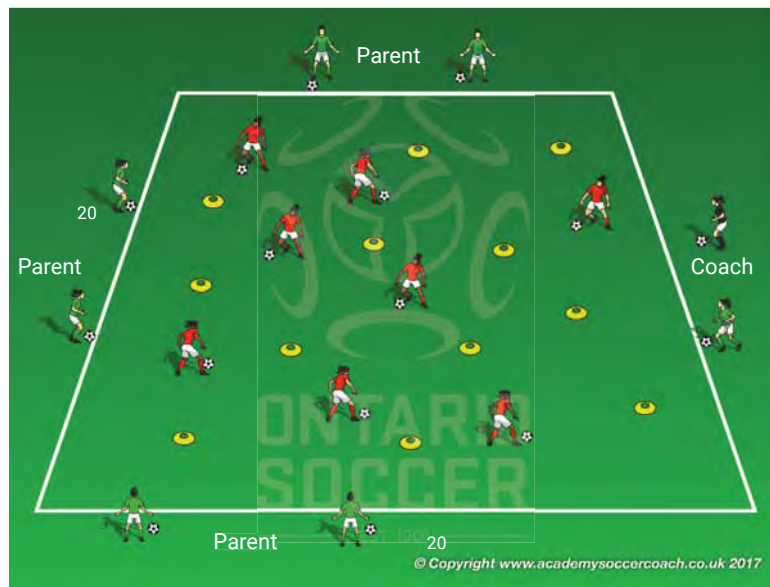 Parent
20
Parent
Coach
ONTARIO
SOCCER
Parent
20
© Copyright www.academysoccercoach.co.uk 2017